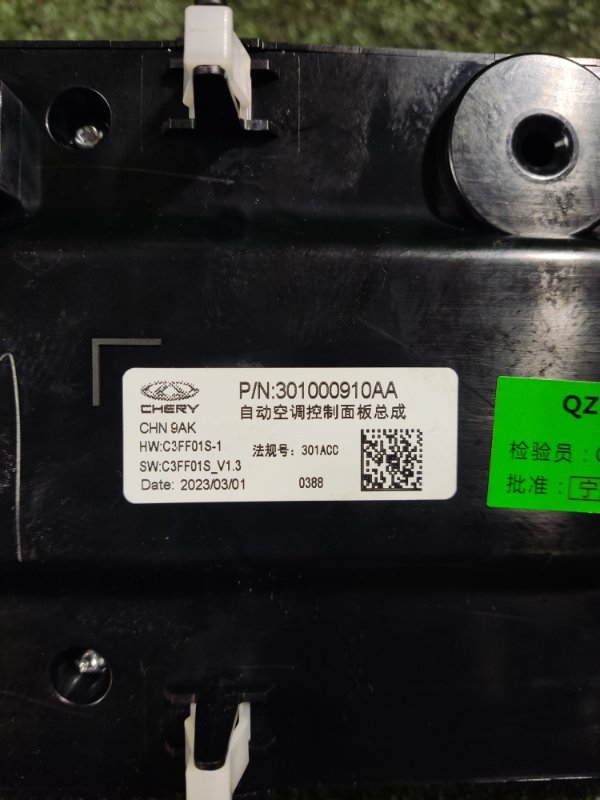 CHERY
P/N:301000910AA
自动空调控制面板总成
CHN 9AK
HW:C3FF01S-1
法规号：301ACC
SW:C3FF01S_V1.3
Date: 2023/03/01
0388
QZ
检验员：
批准：宁